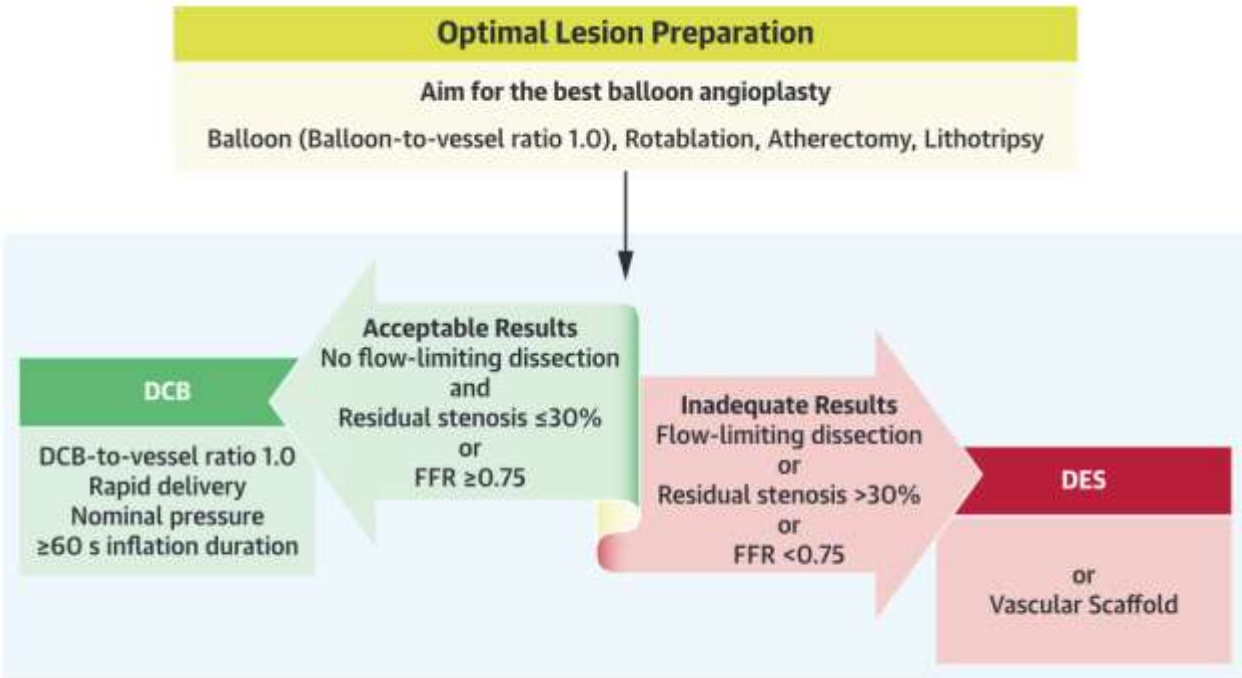 Optimal Lesion Preparation
Aim for the best balloon angioplasty
Balloon (Balloon-to-vessel ratio 1.0), Rotablation, Atherectomy, Lithotripsy
DCB
DCB-to-vessel ratio 1.0
Rapid delivery
Nominal pressure
≥60 s inflation duration
Acceptable Results
No flow-limiting dissection
and
Residual stenosis ≤30%
or
FFR ≥0.75
Inadequate Results
Flow-limiting dissection
or
Residual stenosis >30%
or
FFR <0.75
DES
or
Vascular Scaffold